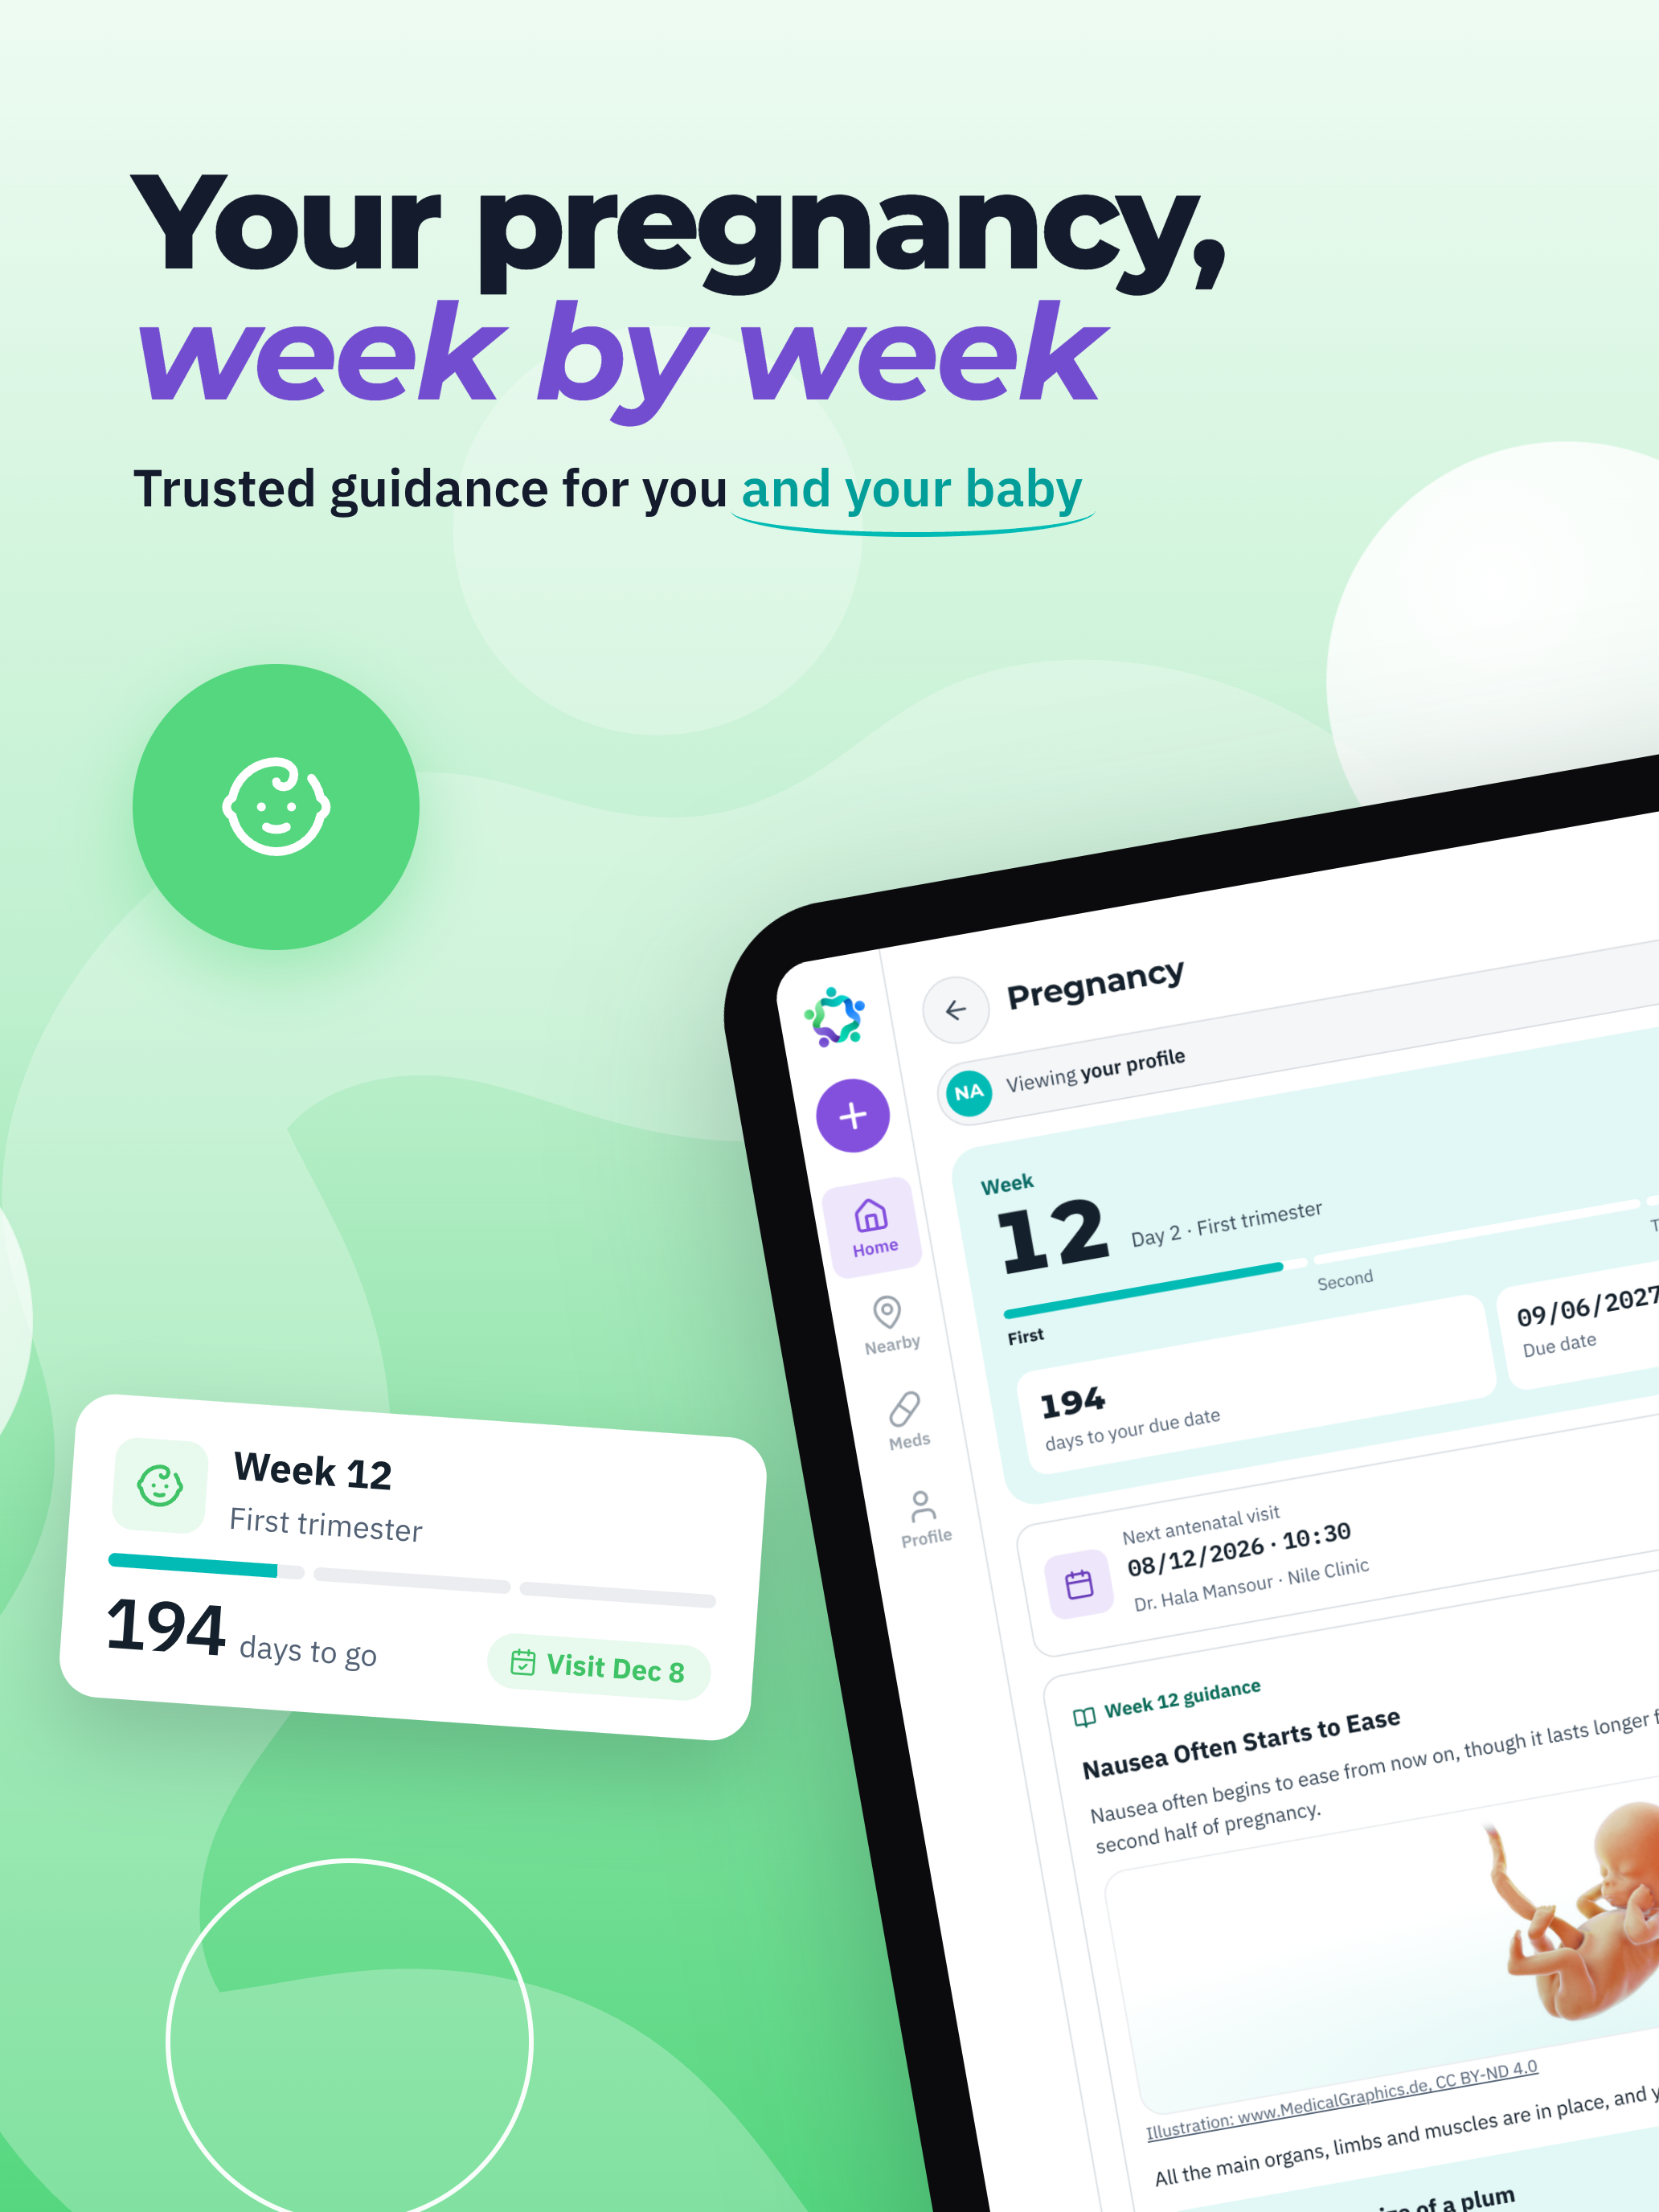 Your pregnancy,
week by week
Trusted guidance for you and your baby
Pregnancy
NA Viewing your profile
Home
Nearby
Meds
Profile
Week
12 Day 2 · First trimester
First
Second
194
days to your due date
09/06/2027
Due date
Next antenatal visit
08/12/2026 · 10:30
Dr. Hala Mansour · Nile Clinic
Week 12 guidance
Nausea Often Starts to Ease
Nausea often begins to ease from now on, though it lasts longer
second half of pregnancy.
Illustration: www.MedicalGraphics.de, CC BY-ND 4.0
All the main organs, limbs and muscles are in place, and
of a plum
Week 12
First trimester
194 days to go
Visit Dec 8